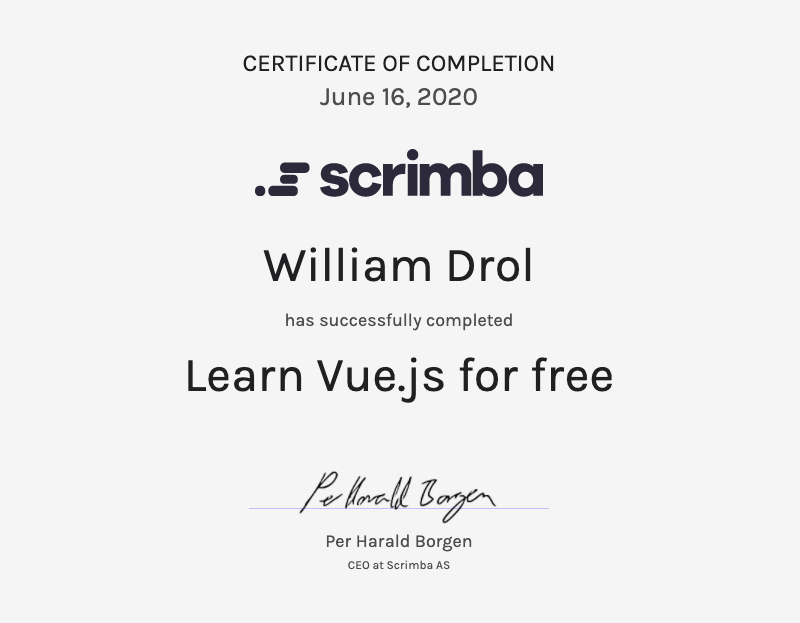 CERTIFICATE OF COMPLETION
June 16, 2020
scrimba
William Drol
has successfully completed
Learn Vue.js for free
Per Harald Borgen
Per Harald Borgen
CEO at Scrimba AS